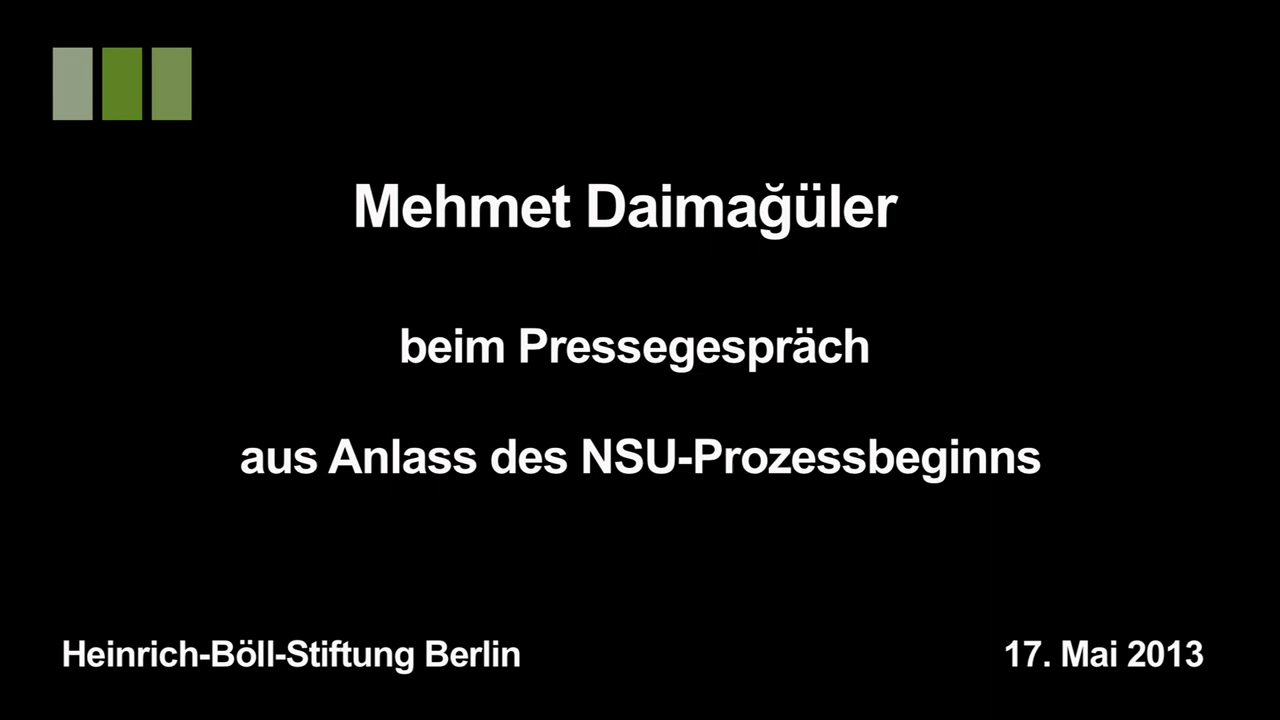 Mehmet Daimağüler
beim Pressegespräch
aus Anlass des NSU-Prozessbeginns
Heinrich-Böll-Stiftung Berlin
17. Mai 2013